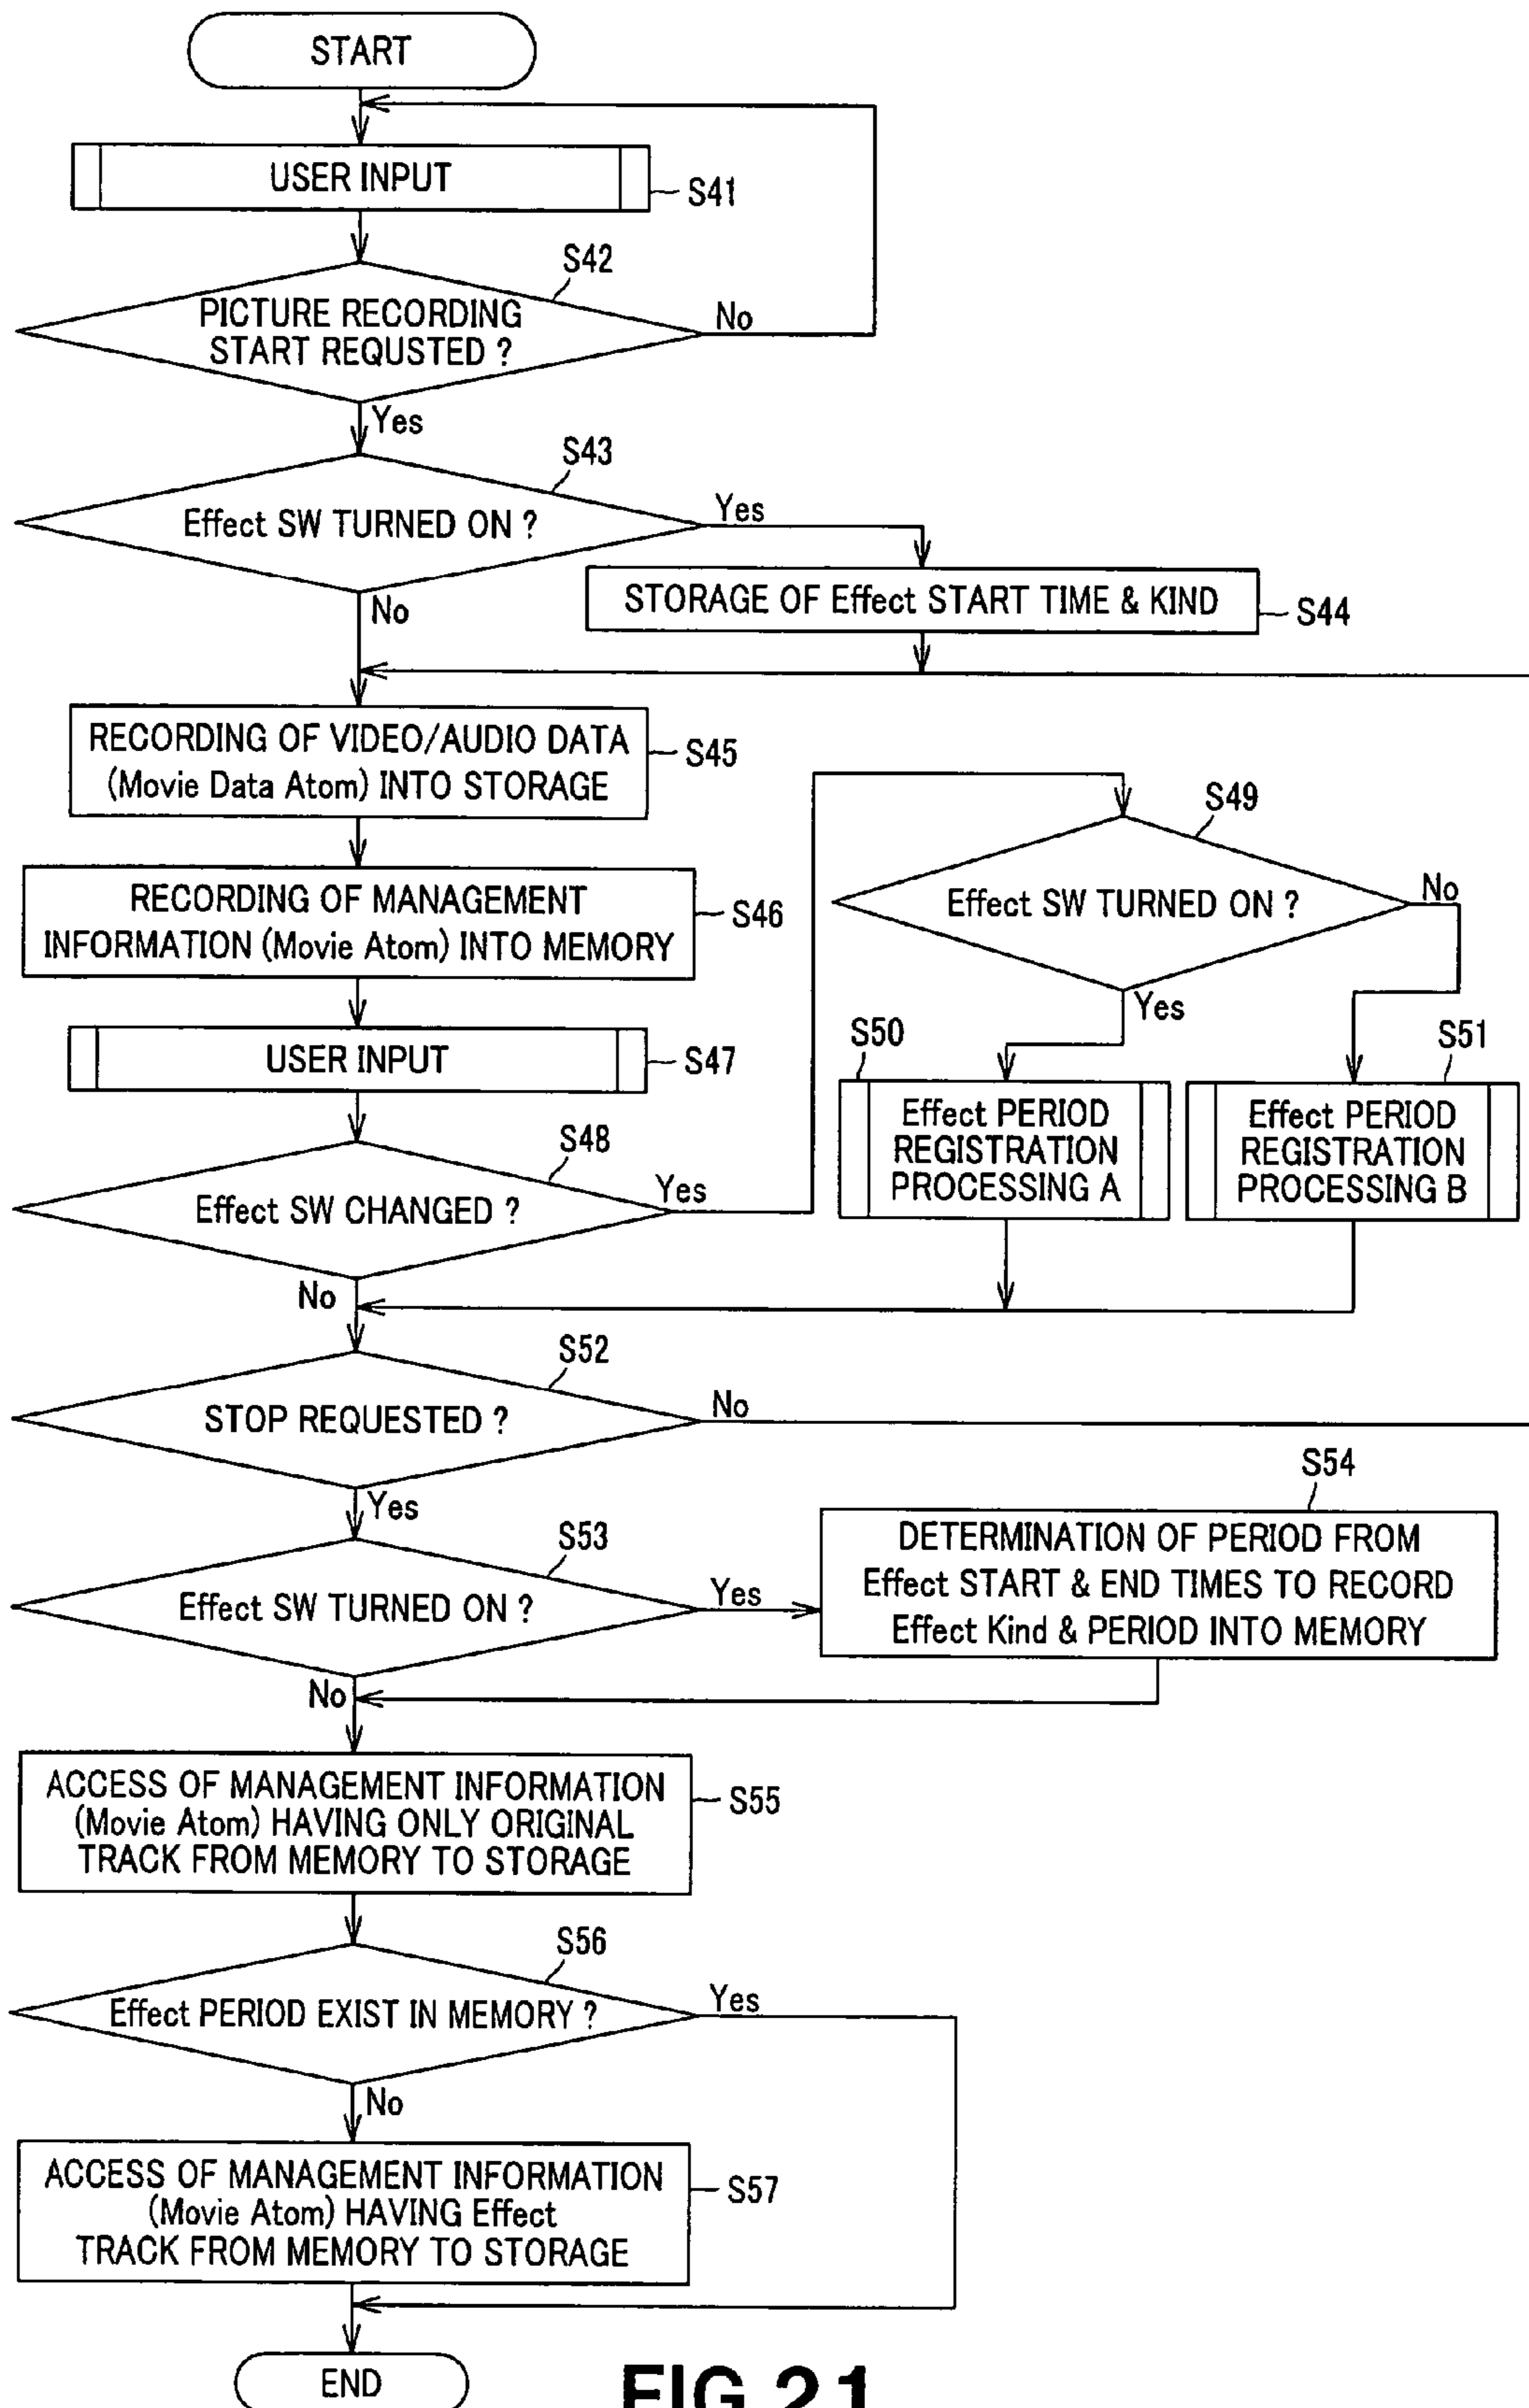 START
USER INPUT
S41
S42
PICTURE RECORDING
START REQUSTED ?
No
Yes
S43
Effect SW TURNED ON ?
Yes
No
STORAGE OF Effect START TIME & KIND
S44
RECORDING OF VIDEO/AUDIO DATA
(Movie Data Atom) INTO STORAGE
S45
RECORDING OF MANAGEMENT
INFORMATION (Movie Atom) INTO MEMORY
S46
USER INPUT
S47
S48
Effect SW CHANGED ?
Yes
No
S49
Effect SW TURNED ON ?
No
Yes
S50
Effect PERIOD
REGISTRATION
PROCESSING A
S51
Effect PERIOD
REGISTRATION
PROCESSING B
S52
STOP REQUESTED ?
No
Yes
S53
Effect SW TURNED ON ?
Yes
No
S54
DETERMINATION OF PERIOD FROM
Effect START & END TIMES TO RECORD
Effect Kind & PERIOD INTO MEMORY
ACCESS OF MANAGEMENT INFORMATION
(Movie Atom) HAVING ONLY ORIGINAL
TRACK FROM MEMORY TO STORAGE
S55
S56
Effect PERIOD EXIST IN MEMORY ?
Yes
No
ACCESS OF MANAGEMENT INFORMATION
(Movie Atom) HAVING Effect
TRACK FROM MEMORY TO STORAGE
S57
END
FIG.21